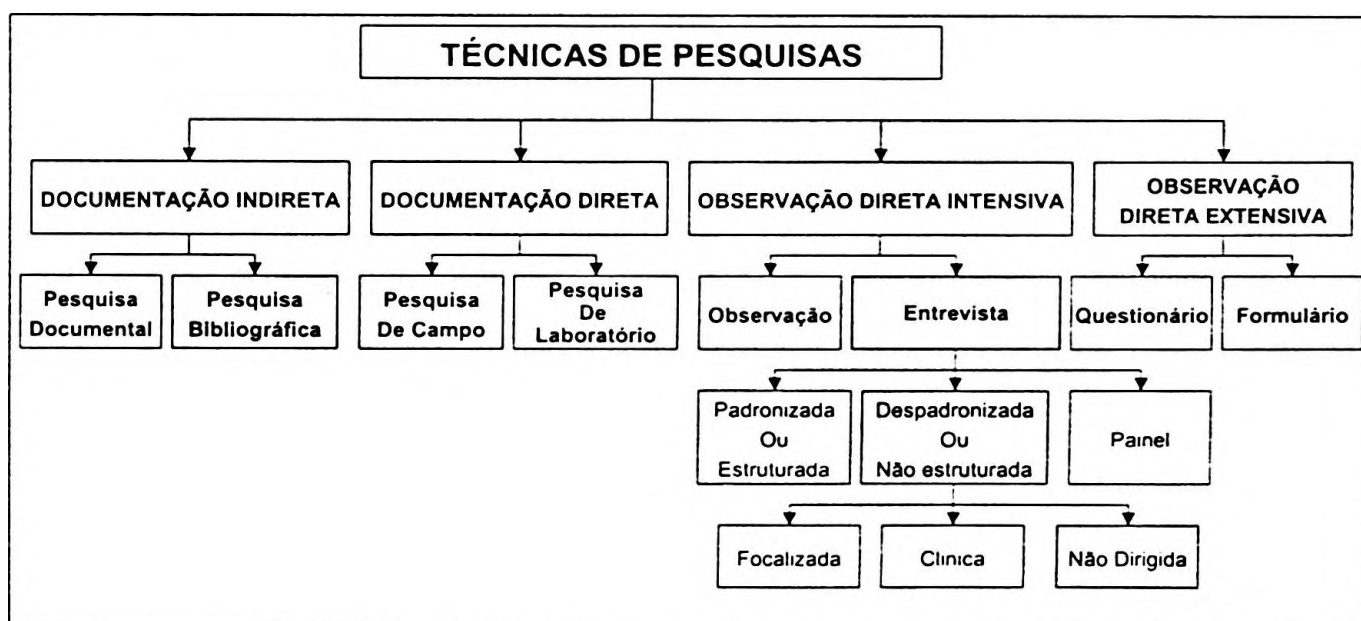 TÉCNICAS DE PESQUISAS
DOCUMENTAÇÃO INDIRETA
DOCUMENTAÇÃO DIRETA
OBSERVAÇÃO DIRETA INTENSIVA
OBSERVAÇÃO
DIRETA EXTENSIVA
Pesquisa
Documental
Pesquisa
Bibliográfica
Pesquisa
De Campo
Pesquisa
De
Laboratório
Observação
Entrevista
Questionário
Formulário
Padronizada
Ou
Estruturada
Despadronizada
Ou
Não estruturada
Painel
Focalizada
Clinica
Não Dirigida